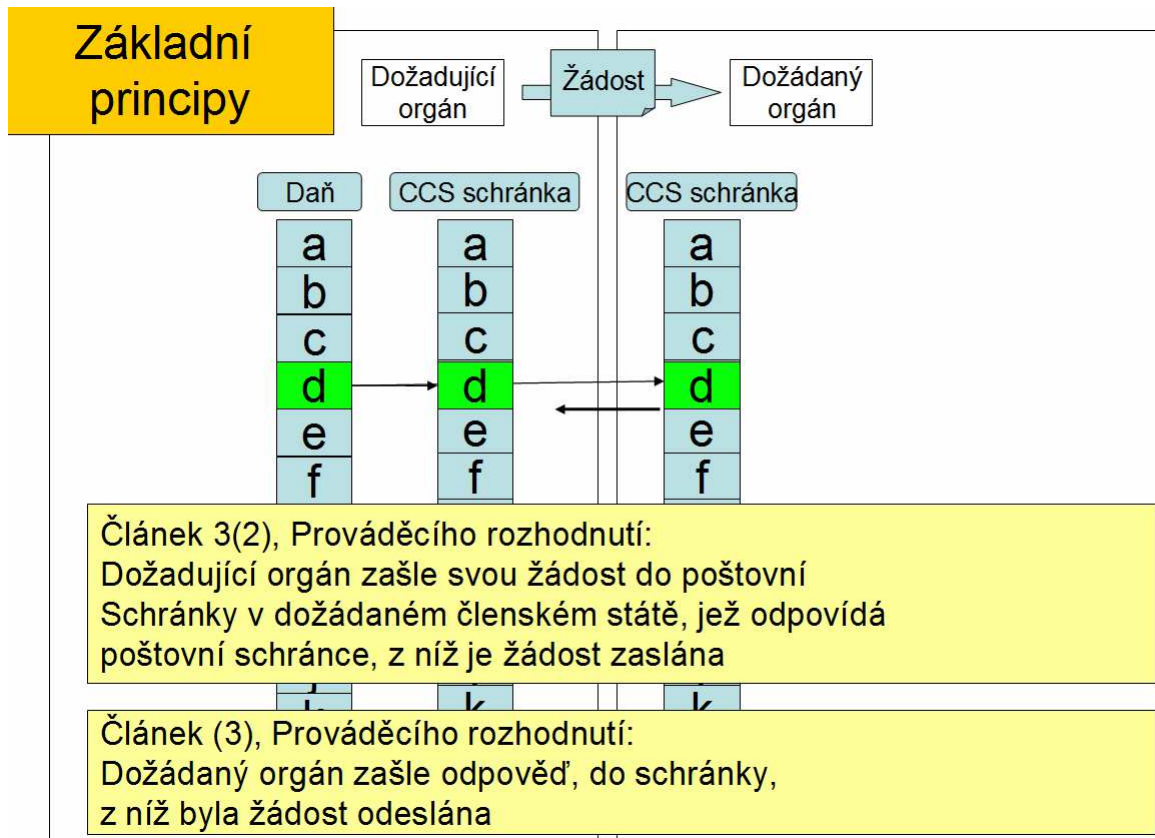 Základní
principy
Dožadující
orgán
Žádost
Dožádaný
orgán
Daň
CCS schránka
CCS schránka
a
a
a
b
b
b
c
c
c
d
d
d
e
e
e
f
f
f
Článek 3(2), Prováděcího rozhodnutí:
Dožadující orgán zašle svou žádost do poštovní
Schránky v dožádaném členském státě, jež odpovídá
poštovní schránce, z níž je žádost zaslána
k
k
Článek (3), Prováděcího rozhodnutí:
Dožádaný orgán zašle odpověď, do schránky,
z níž byla žádost odeslána